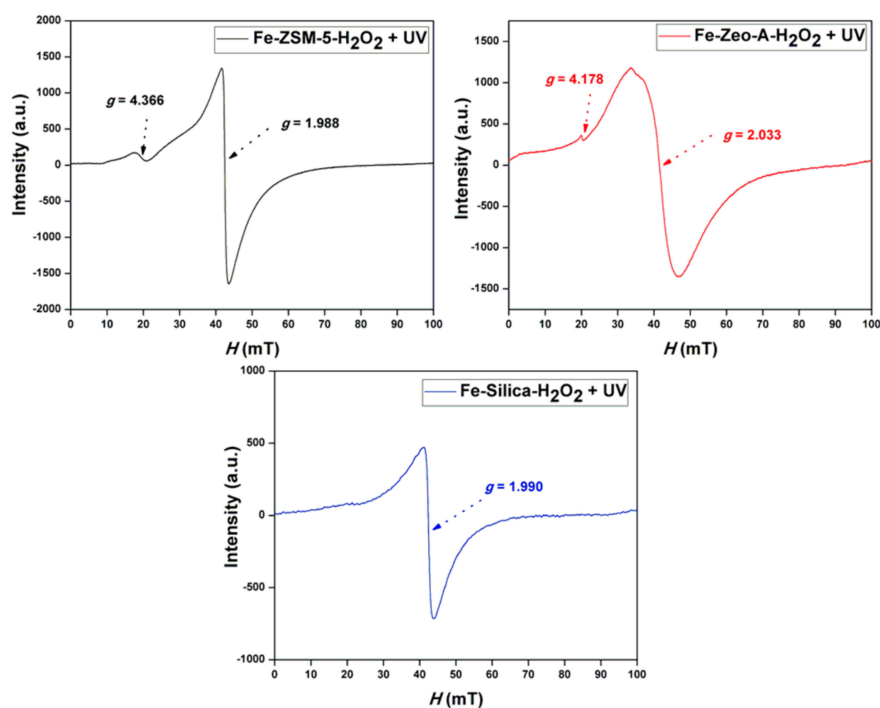 Fe-ZSM-5-H₂O₂ + UV
g = 4.366
g = 1.988
Intensity (a.u.)
2000
1500
1000
500
0
-500
-1000
-1500
-2000
0 10 20 30 40 50 60 70 80 90 100
H (mT)
Fe-Zeo-A-H₂O₂ + UV
g = 4.178
g = 2.033
Intensity (a.u.)
1500
1000
500
0
-500
-1000
-1500
0 10 20 30 40 50 60 70 80 90 100
H (mT)
Fe-Silica-H₂O₂ + UV
g = 1.990
Intensity (a.u.)
1000
500
0
-500
-1000
0 10 20 30 40 50 60 70 80 90 100
H (mT)